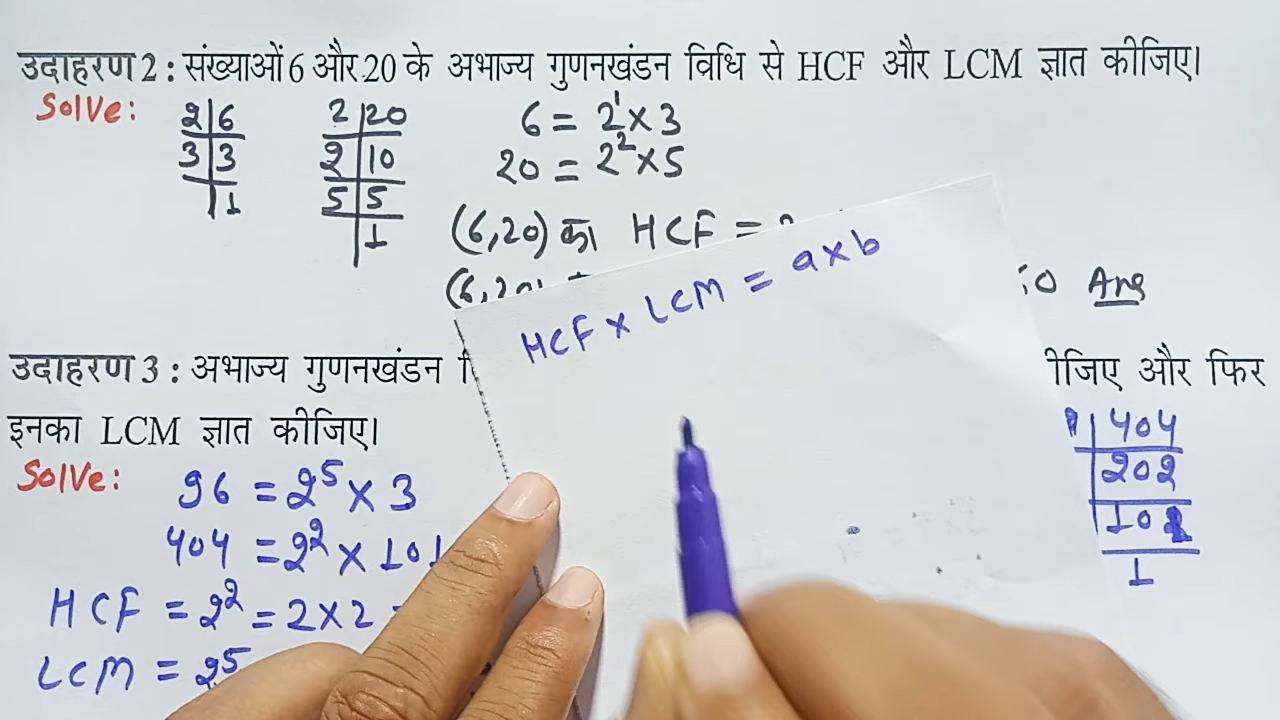 उदाहरण 2 : संख्याओं 6 और 20 के अभाज्य गुणनखंडन विधि से HCF और LCM ज्ञात कीजिए।
Solve:
2 | 6
3 | 3
| 1
2 | 20
2 | 10
5 | 5
| 1
6 = 2¹ × 3
20 = 2² × 5
(6,20) का HCF =
HCF × LCM = a × b
Ans
उदाहरण 3 : अभाज्य गुणनखंडन
और फिर
इनका LCM ज्ञात कीजिए।
Solve:
96 = 2⁵ × 3
404 = 2² × 101
HCF = 2² = 2 × 2
LCM = 2⁵
404
202
101
1